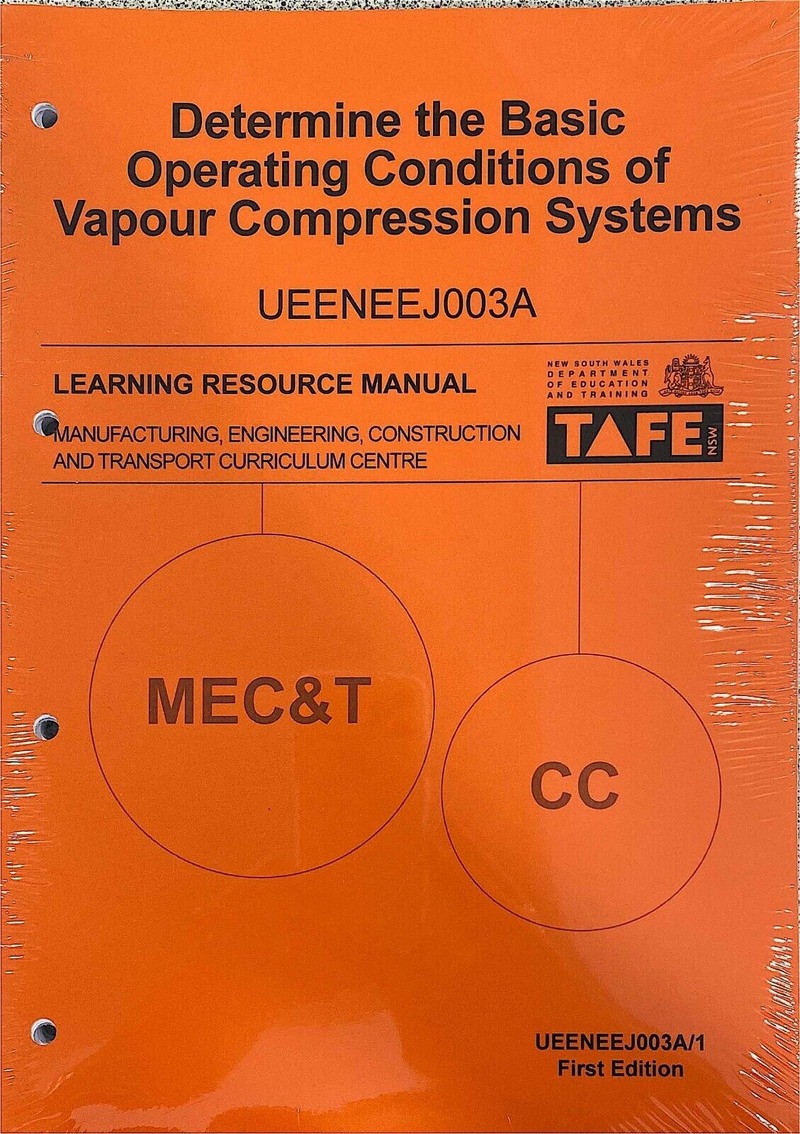 Determine the Basic
Operating Conditions of
Vapour Compression Systems
UEENEEJ003A
LEARNING RESOURCE MANUAL
MANUFACTURING, ENGINEERING, CONSTRUCTION
AND TRANSPORT CURRICULUM CENTRE
NEW SOUTH WALES
DEPARTMENT
OF EDUCATION
AND TRAINING
TAFE
NSW
MEC&T
CC
UEENEEJ003A/1
First Edition